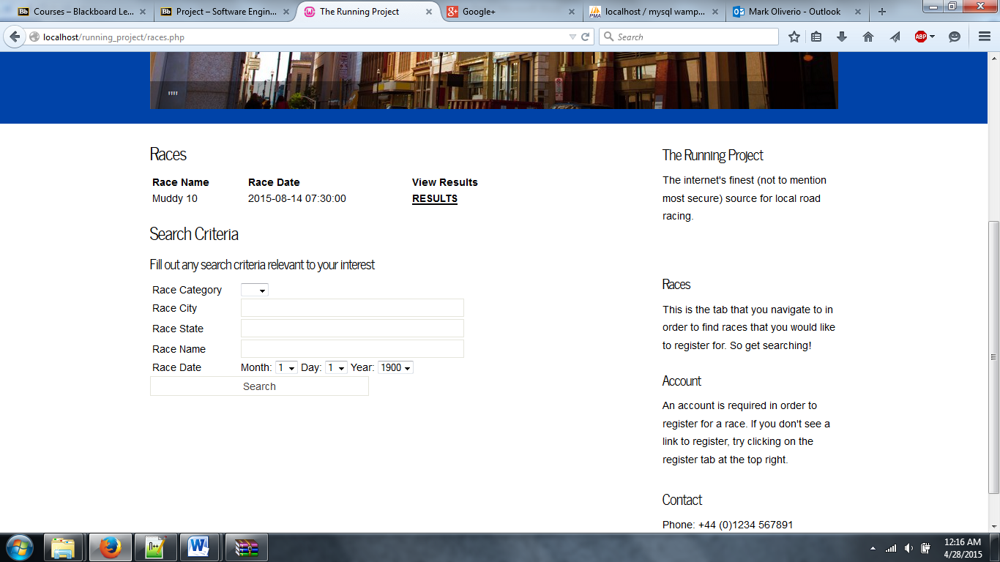 Courses – Blackboard Le...
Project – Software Engin...
The Running Project
Google+
localhost / mysql wamp...
Mark Oliverio - Outlook
localhost/running_project/races.php
Search
ABP
""
Races
Race Name Race Date View Results
Muddy 10 2015-08-14 07:30:00 RESULTS
Search Criteria
Fill out any search criteria relevant to your interest
Race Category
Race City
Race State
Race Name
Race Date Month: 1 Day: 1 Year: 1900
Search
The Running Project
The internet's finest (not to mention
most secure) source for local road
racing.
Races
This is the tab that you navigate to in
order to find races that you would like
to register for. So get searching!
Account
An account is required in order to
register for a race. If you don't see a
link to register, try clicking on the
register tab at the top right.
Contact
Phone: +44 (0)1234 567891
12:16 AM
4/28/2015